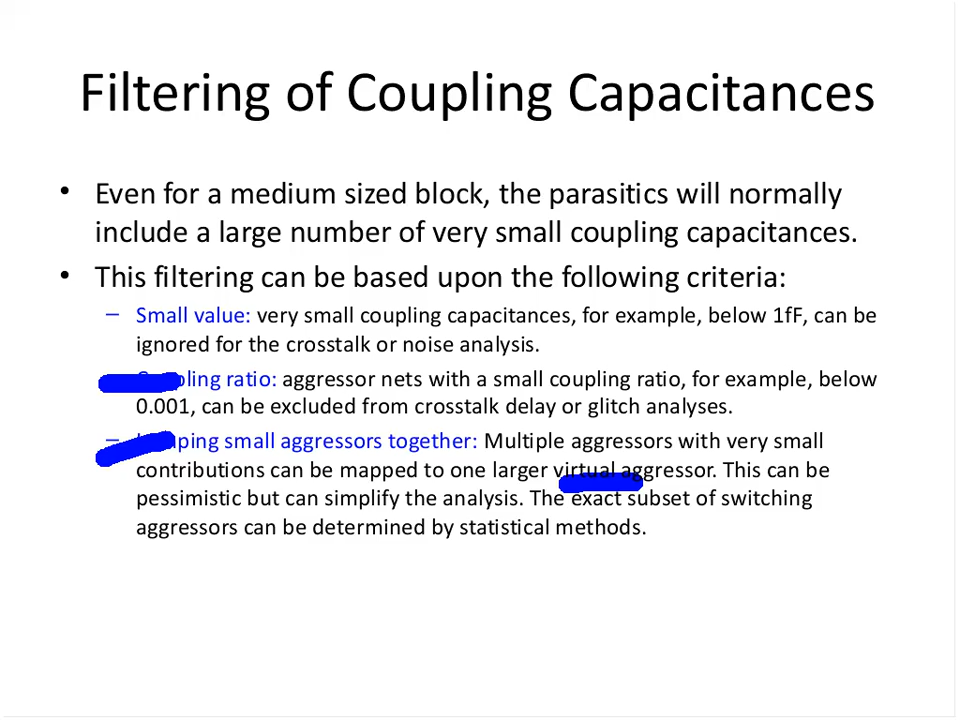 Filtering of Coupling Capacitances
• Even for a medium sized block, the parasitics will normally
include a large number of very small coupling capacitances.
• This filtering can be based upon the following criteria:
– Small value: very small coupling capacitances, for example, below 1fF, can be
ignored for the crosstalk or noise analysis.
ratio: aggressor nets with a small coupling ratio, for example, below
0.001, can be excluded from crosstalk delay or glitch analyses.
– small aggressors together: Multiple aggressors with very small
contributions can be mapped to one larger virtual aggressor. This can be
pessimistic but can simplify the analysis. The exact subset of switching
aggressors can be determined by statistical methods.